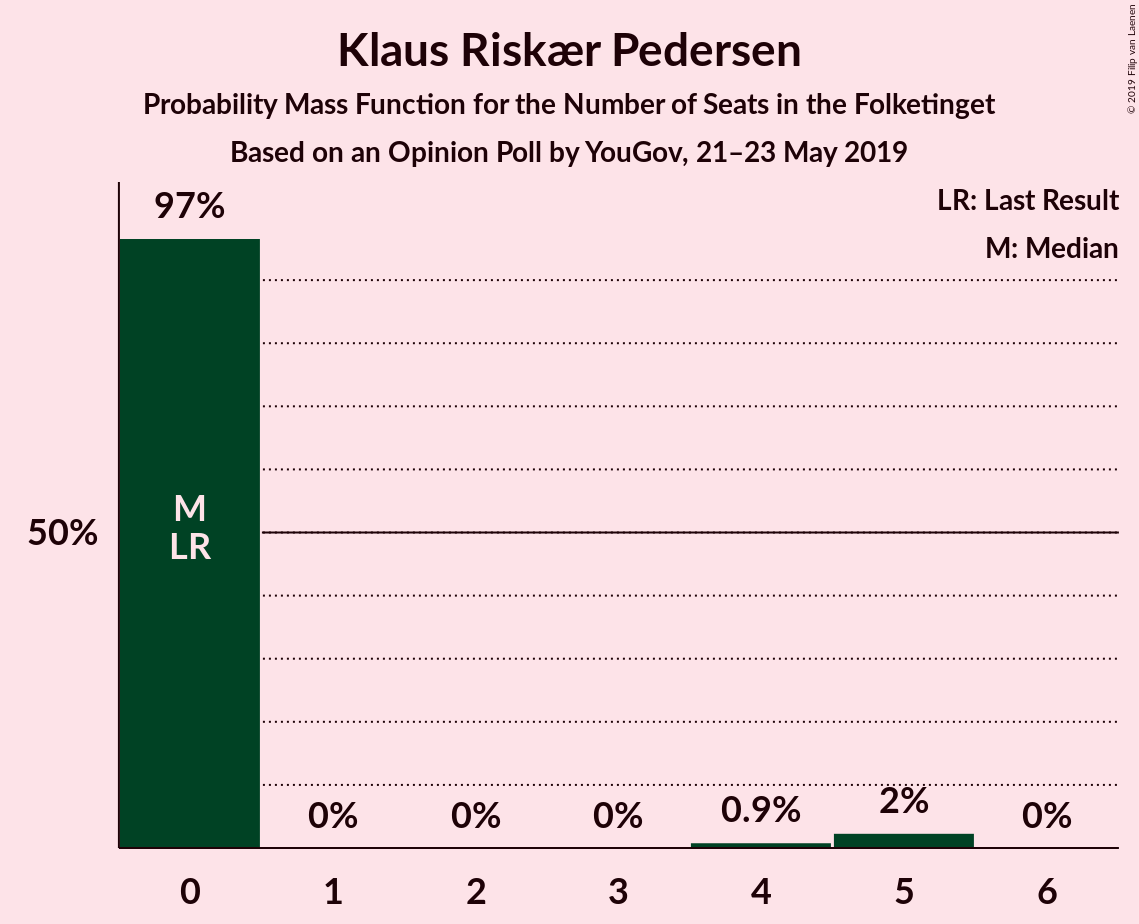 Klaus Riskær Pedersen
Probability Mass Function for the Number of Seats in the Folketinget
Based on an Opinion Poll by YouGov, 21–23 May 2019
© 2019 Filip van Laenen
LR: Last Result
M: Median
97%
50%
M
LR
0%
0%
0%
0.9%
2%
0%
0 1 2 3 4 5 6